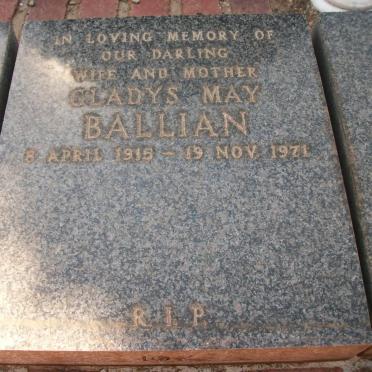 IN LOVING MEMORY OF
OUR DARLING
WIFE AND MOTHER
GLADYS MAY
BALLIAN
8 APRIL 1915 – 19 NOV. 1971
R.I.P.